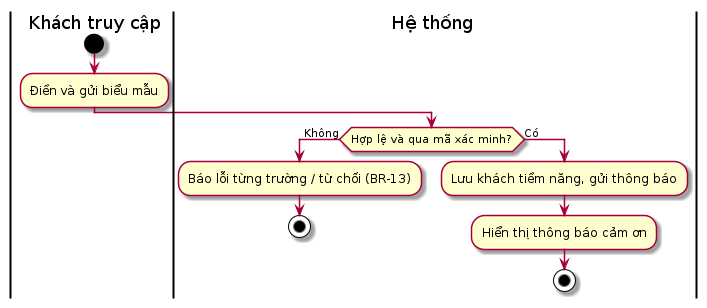 Khách truy cập
Hệ thống
Điền và gửi biểu mẫu
Hợp lệ và qua mã xác minh?
Không
Có
Báo lỗi từng trường / từ chối (BR-13)
Lưu khách tiềm năng, gửi thông báo
Hiển thị thông báo cảm ơn